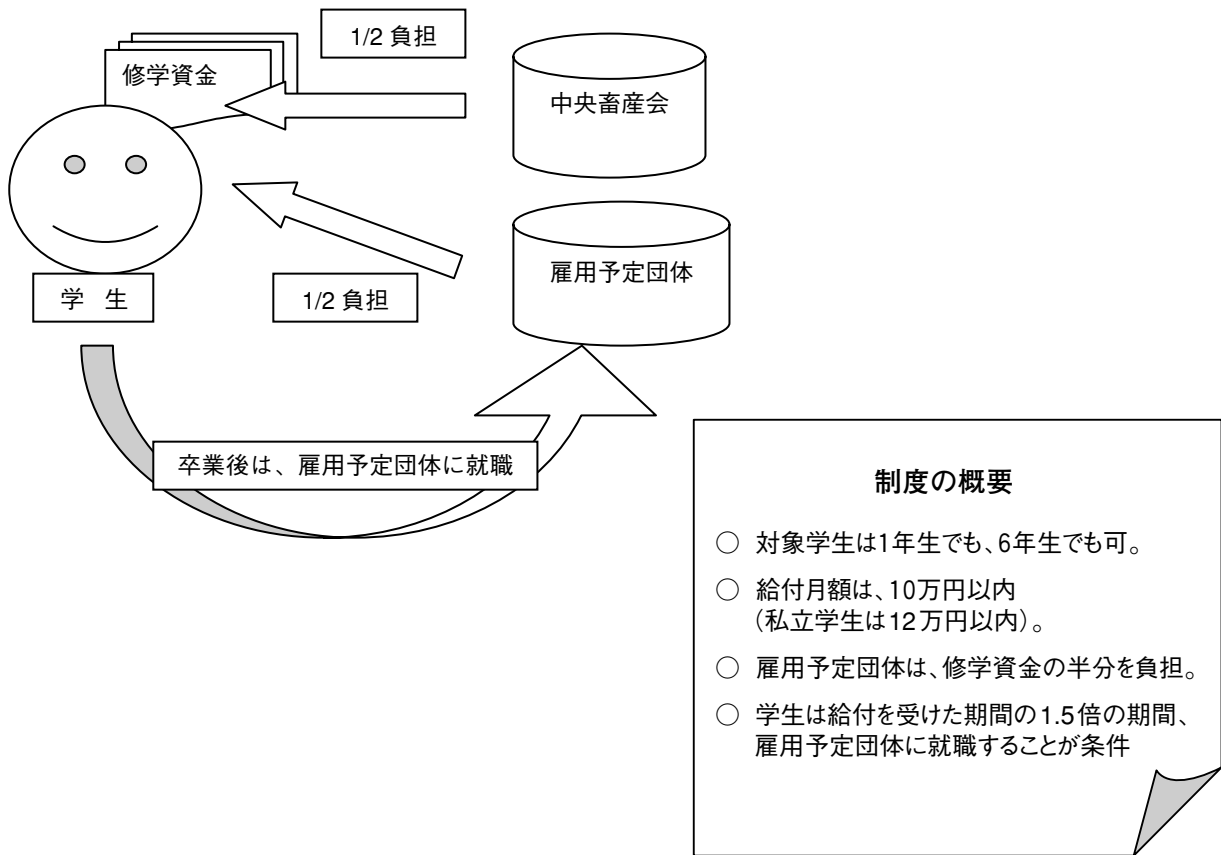 1/2 負担
修学資金
中央畜産会
雇用予定団体
学 生
1/2 負担
卒業後は、雇用予定団体に就職
制度の概要
○ 対象学生は1年生でも、6年生でも可。
○ 給付月額は、10万円以内
（私立学生は12万円以内）。
○ 雇用予定団体は、修学資金の半分を負担。
○ 学生は給付を受けた期間の1.5倍の期間、
雇用予定団体に就職することが条件